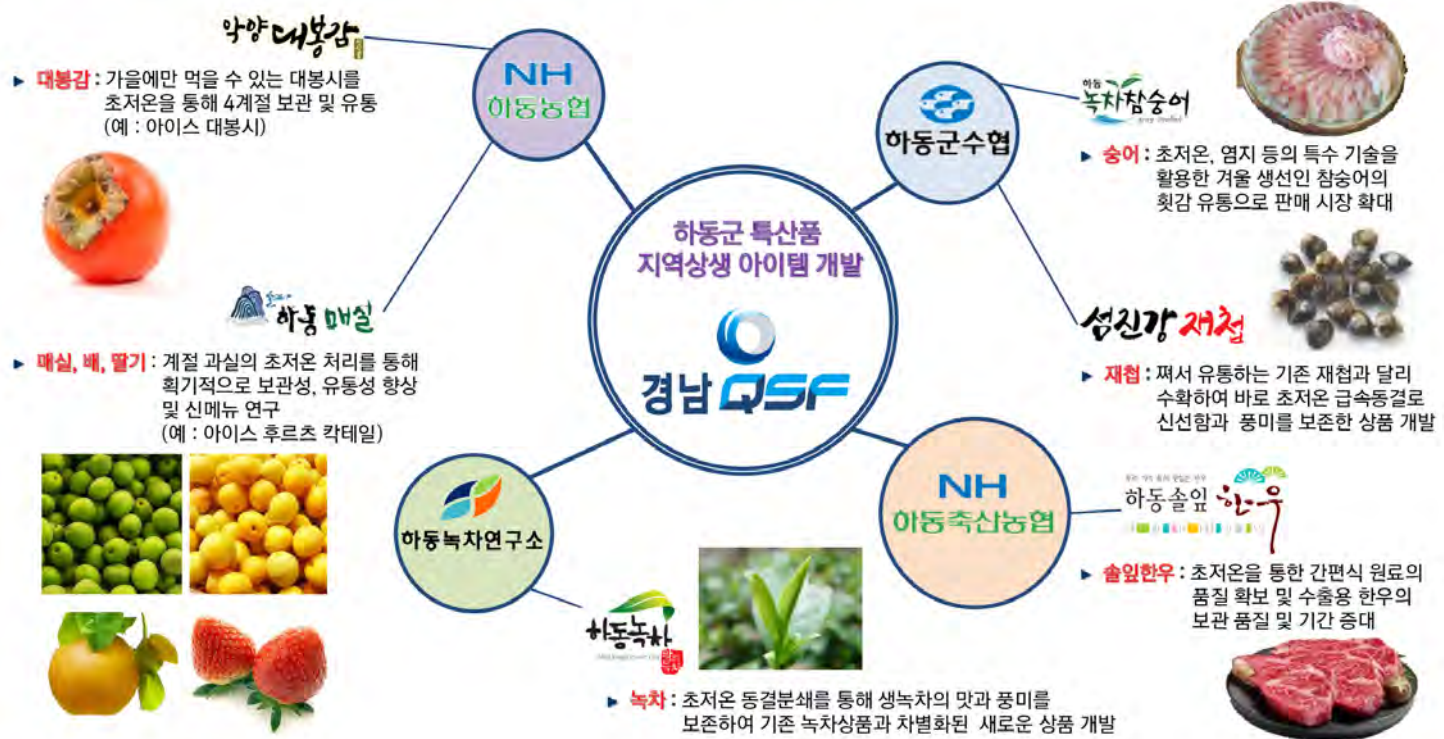 악양 대봉감
▶ 대봉감 : 가을에만 먹을 수 있는 대봉시를
초저온을 통해 4계절 보관 및 유통
(예 : 아이스 대봉시)
NH
하동농협
하동 매실
▶ 매실, 배, 딸기 : 계절 과실의 초저온 처리를 통해
획기적으로 보관성, 유통성 향상
및 신메뉴 연구
(예 : 아이스 후르츠 칵테일)
하동군 특산품
지역상생 아이템 개발
경남 QSF
하동군수협
하동
녹차참숭어
▶ 숭어 : 초저온, 염지 등의 특수 기술을
활용한 겨울 생선인 참숭어의
횟감 유통으로 판매 시장 확대
섬진강 재첩
▶ 재첩 : 쪄서 유통하는 기존 재첩과 달리
수확하여 바로 초저온 급속동결로
신선함과 풍미를 보존한 상품 개발
NH
하동축산농협
하동솔잎 한우
▶ 솔잎한우 : 초저온을 통한 간편식 원료의
품질 확보 및 수출용 한우의
보관 품질 및 기간 증대
하동녹차연구소
하동녹차
▶ 녹차 : 초저온 동결분쇄를 통해 생녹차의 맛과 풍미를
보존하여 기존 녹차상품과 차별화된 새로운 상품 개발